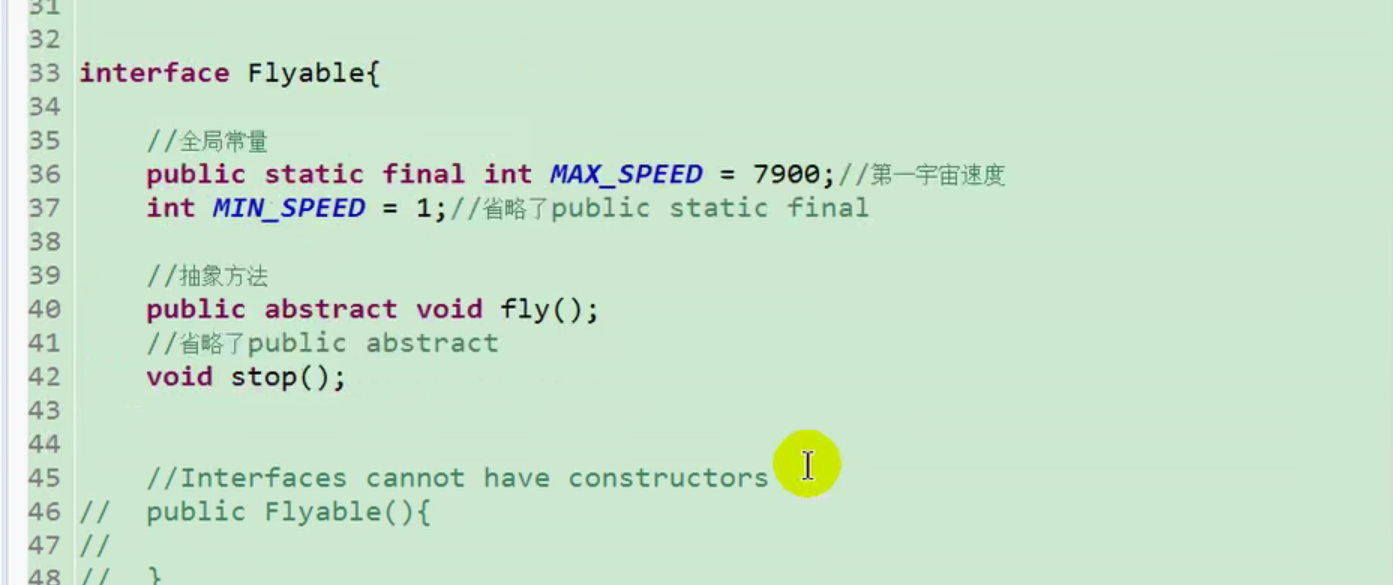 31
32
33 interface Flyable{
34
35 //全局常量
36 public static final int MAX_SPEED = 7900;//第一宇宙速度
37 int MIN_SPEED = 1;//省略了public static final
38
39 //抽象方法
40 public abstract void fly();
41 //省略了public abstract
42 void stop();
43
44
45 //Interfaces cannot have constructors
46 // public Flyable(){
47 //
48 // }